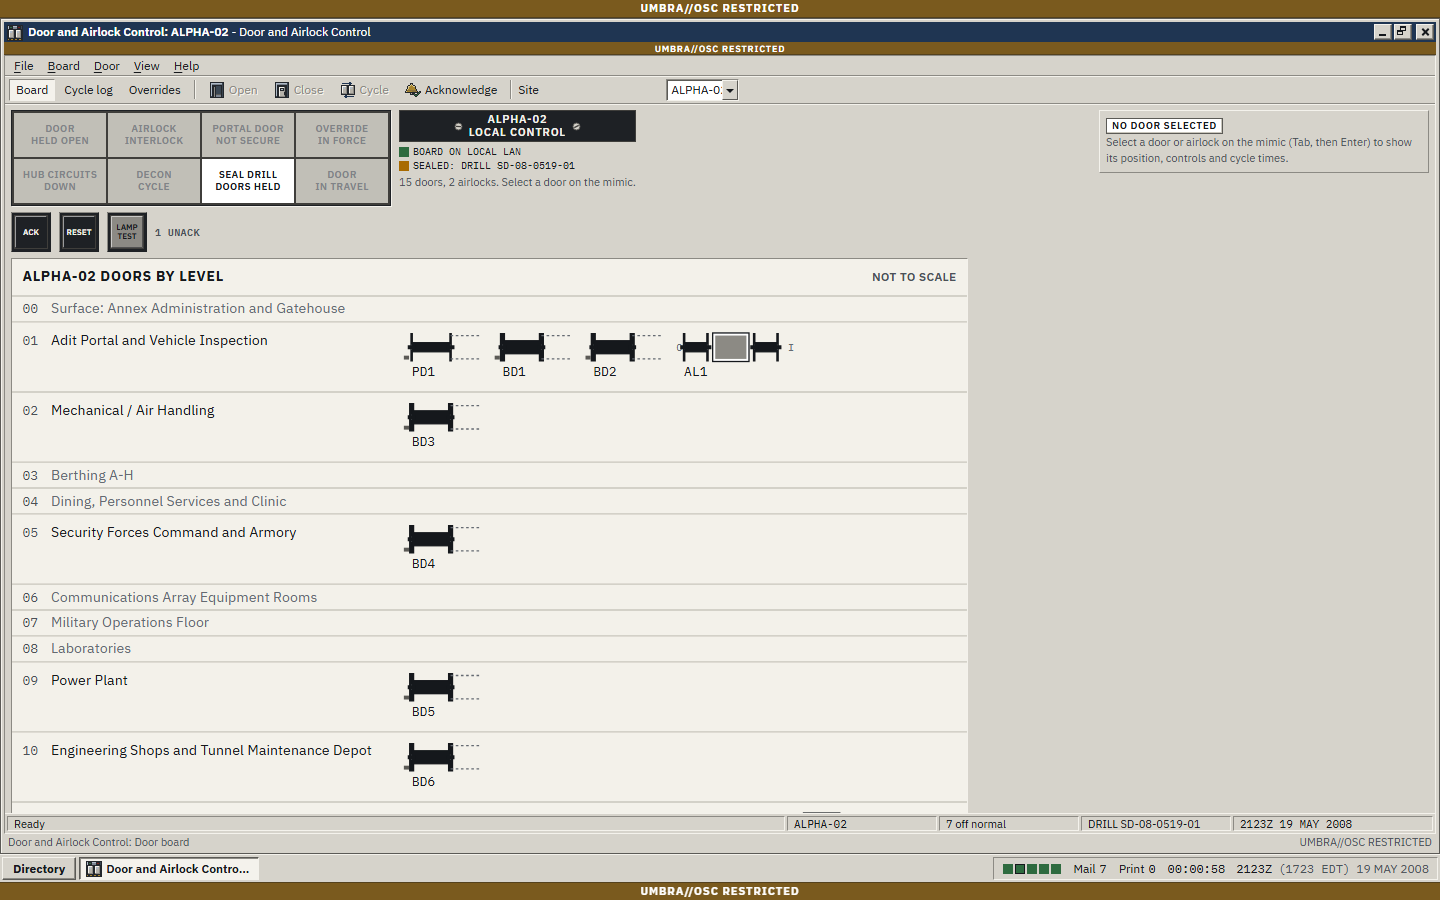 UMBRA//OSC RESTRICTED
Door and Airlock Control: ALPHA-02 - Door and Airlock Control
UMBRA//OSC RESTRICTED
File Board Door View Help
Board Cycle log Overrides Open Close Cycle Acknowledge Site ALPHA-02
DOOR HELD OPEN
AIRLOCK INTERLOCK
PORTAL DOOR NOT SECURE
OVERRIDE IN FORCE
HUB CIRCUITS DOWN
DECON CYCLE
SEAL DRILL DOORS HELD
DOOR IN TRAVEL
ALPHA-02
LOCAL CONTROL
BOARD ON LOCAL LAN
SEALED: DRILL SD-08-0519-01
15 doors, 2 airlocks. Select a door on the mimic.
NO DOOR SELECTED
Select a door or airlock on the mimic (Tab, then Enter) to show
its position, controls and cycle times.
ACK RESET LAMP TEST 1 UNACK
ALPHA-02 DOORS BY LEVEL NOT TO SCALE
00 Surface: Annex Administration and Gatehouse
01 Adit Portal and Vehicle Inspection
O I
PD1 BD1 BD2 AL1
02 Mechanical / Air Handling
BD3
03 Berthing A-H
04 Dining, Personnel Services and Clinic
05 Security Forces Command and Armory
BD4
06 Communications Array Equipment Rooms
07 Military Operations Floor
08 Laboratories
09 Power Plant
BD5
10 Engineering Shops and Tunnel Maintenance Depot
BD6
Ready ALPHA-02 7 off normal DRILL SD-08-0519-01 2123Z 19 MAY 2008
Door and Airlock Control: Door board UMBRA//OSC RESTRICTED
Directory Door and Airlock Contro... Mail 7 Print 0 00:00:58 2123Z (1723 EDT) 19 MAY 2008
UMBRA//OSC RESTRICTED